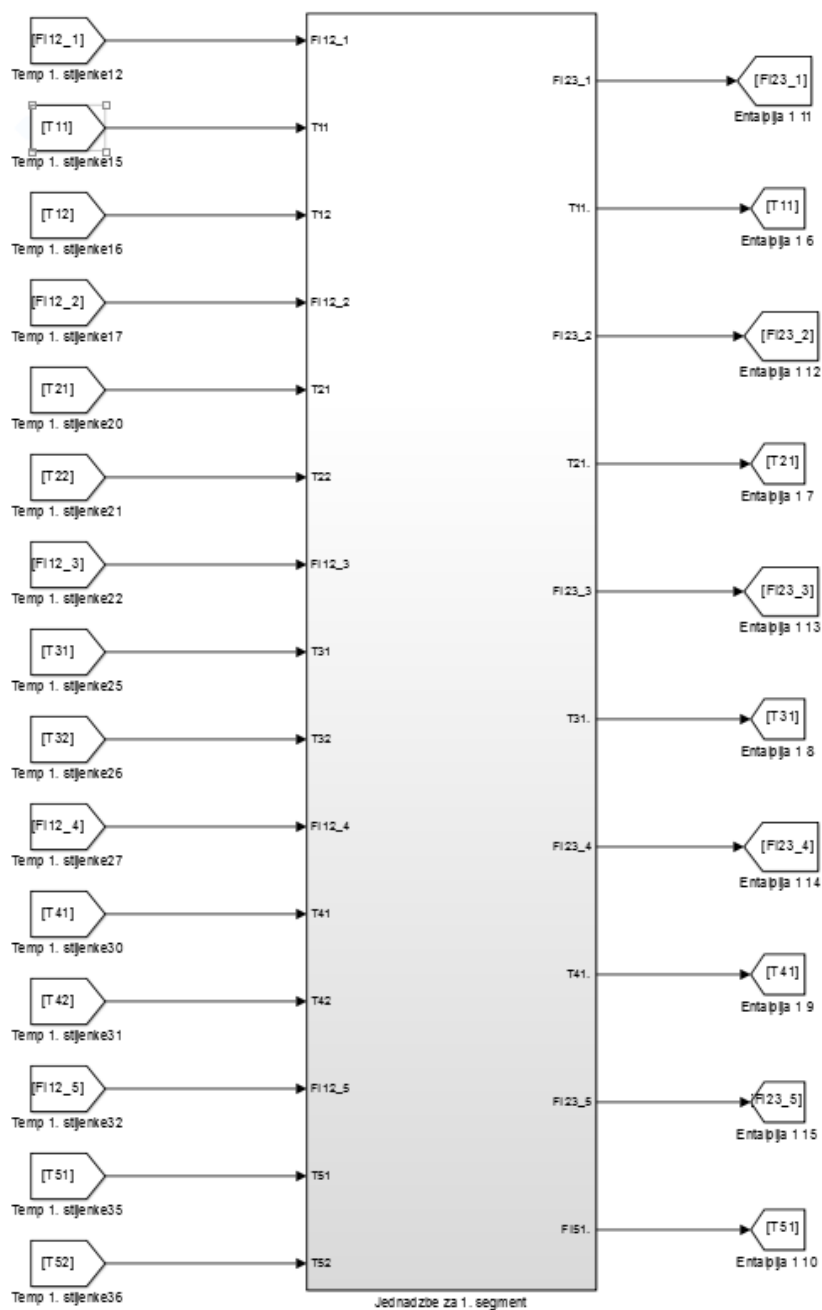 [FI12_1]
FI12_1
Temp 1. stijenke12
FI23_1
[FI23_1]
Entalpija 1 11
[T11]
T11
Temp 1. stijenke15
[T12]
T12
Temp 1. stijenke16
T11.
[T11]
Entalpija 1 6
[FI12_2]
FI12_2
Temp 1. stijenke17
FI23_2
[FI23_2]
Entalpija 1 12
[T21]
T21
Temp 1. stijenke20
[T22]
T22
Temp 1. stijenke21
T21.
[T21]
Entalpija 1 7
[FI12_3]
FI12_3
Temp 1. stijenke22
FI23_3
[FI23_3]
Entalpija 1 13
[T31]
T31
Temp 1. stijenke25
[T32]
T32
Temp 1. stijenke26
T31.
[T31]
Entalpija 1 8
[FI12_4]
FI12_4
Temp 1. stijenke27
FI23_4
[FI23_4]
Entalpija 1 14
[T41]
T41
Temp 1. stijenke30
[T42]
T42
Temp 1. stijenke31
T41.
[T41]
Entalpija 1 9
[FI12_5]
FI12_5
Temp 1. stijenke32
FI23_5
[FI23_5]
Entalpija 1 15
[T51]
T51
Temp 1. stijenke35
[T52]
T52
Temp 1. stijenke36
FI51.
[T51]
Entalpija 1 10
Jednadzbe za 1. segment